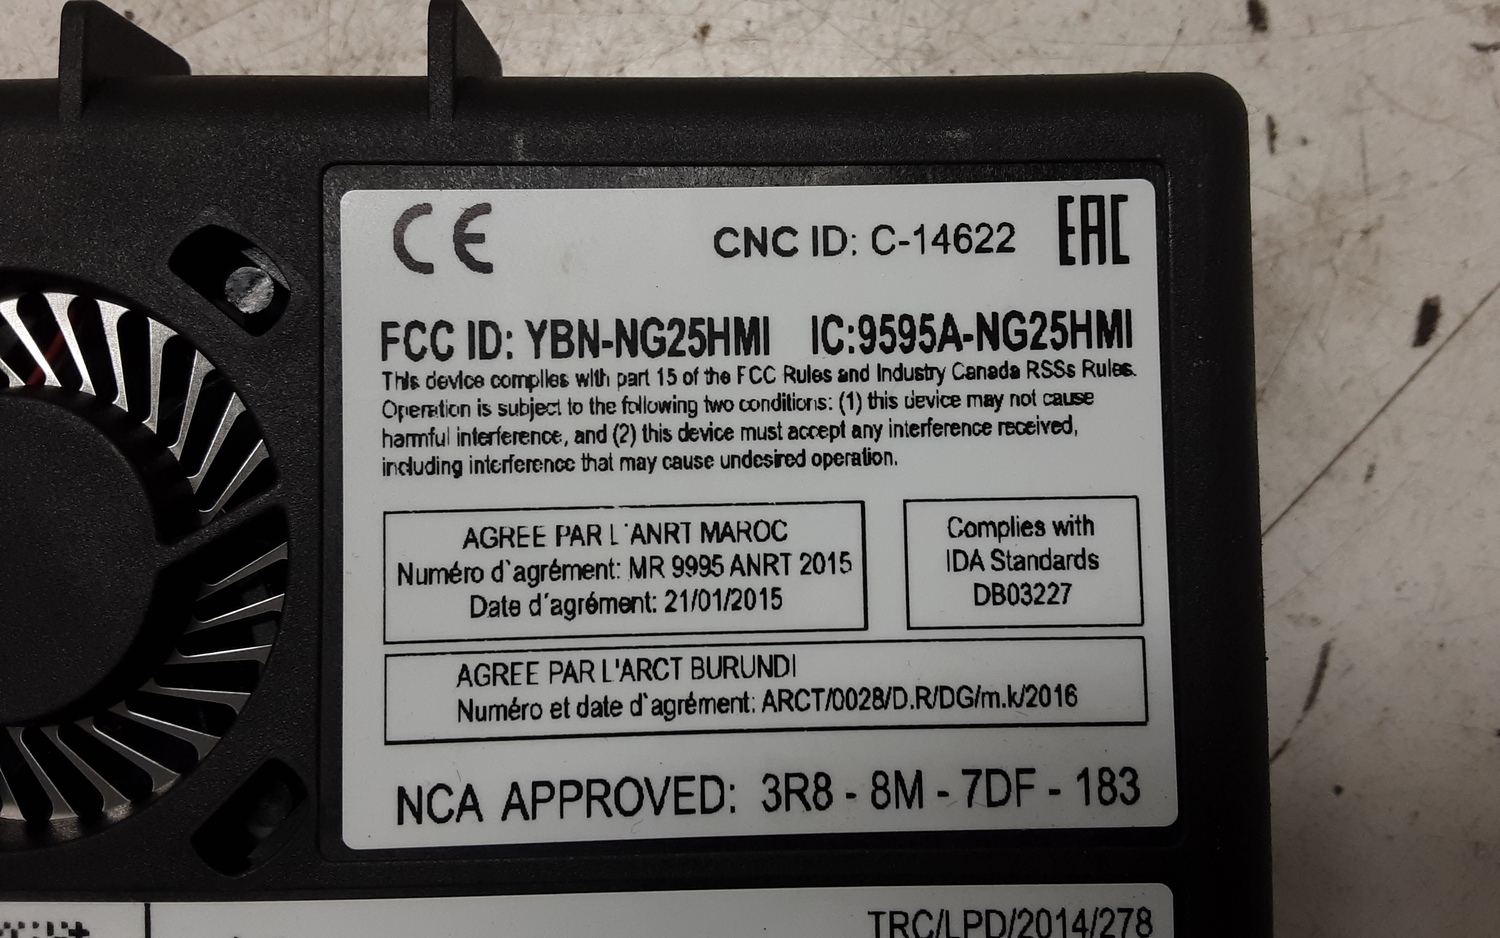 CE
CNC ID: C-14622 EAC
FCC ID: YBN-NG25HMI IC:9595A-NG25HMI
This device complies with part 15 of the FCC Rules and Industry Canada RSSs Rules.
Operation is subject to the following two conditions: (1) this device may not cause
harmful interference, and (2) this device must accept any interference received,
including interference that may cause undesired operation.
AGREE PAR L'ANRT MAROC
Numéro d'agrément: MR 9995 ANRT 2015
Date d'agrément: 21/01/2015
Complies with
IDA Standards
DB03227
AGREE PAR L'ARCT BURUNDI
Numéro et date d'agrément: ARCT/0028/D.R/DG/m.k/2016
NCA APPROVED: 3R8 - 8M - 7DF - 183
TRC/LPD/2014/278